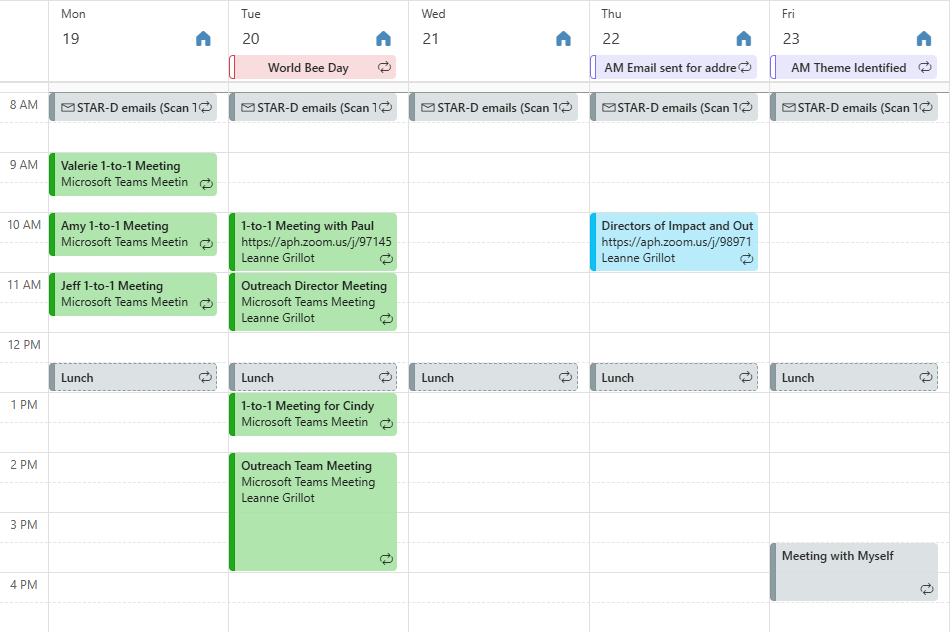 Mon
Tue
Wed
Thu
Fri
19
20
21
22
23
World Bee Day
AM Email sent for addre
AM Theme Identified
8 AM
STAR-D emails (Scan 1
STAR-D emails (Scan 1
STAR-D emails (Scan 1
STAR-D emails (Scan 1
STAR-D emails (Scan 1
9 AM
Valerie 1-to-1 Meeting
Microsoft Teams Meetin
10 AM
Amy 1-to-1 Meeting
Microsoft Teams Meetin
1-to-1 Meeting with Paul
https://aph.zoom.us/j/97145
Leanne Grillot
Directors of Impact and Out
https://aph.zoom.us/j/98971
Leanne Grillot
11 AM
Jeff 1-to-1 Meeting
Microsoft Teams Meetin
Outreach Director Meeting
Microsoft Teams Meeting
Leanne Grillot
12 PM
Lunch
Lunch
Lunch
Lunch
Lunch
1 PM
1-to-1 Meeting for Cindy
Microsoft Teams Meetin
2 PM
Outreach Team Meeting
Microsoft Teams Meeting
Leanne Grillot
3 PM
Meeting with Myself
4 PM